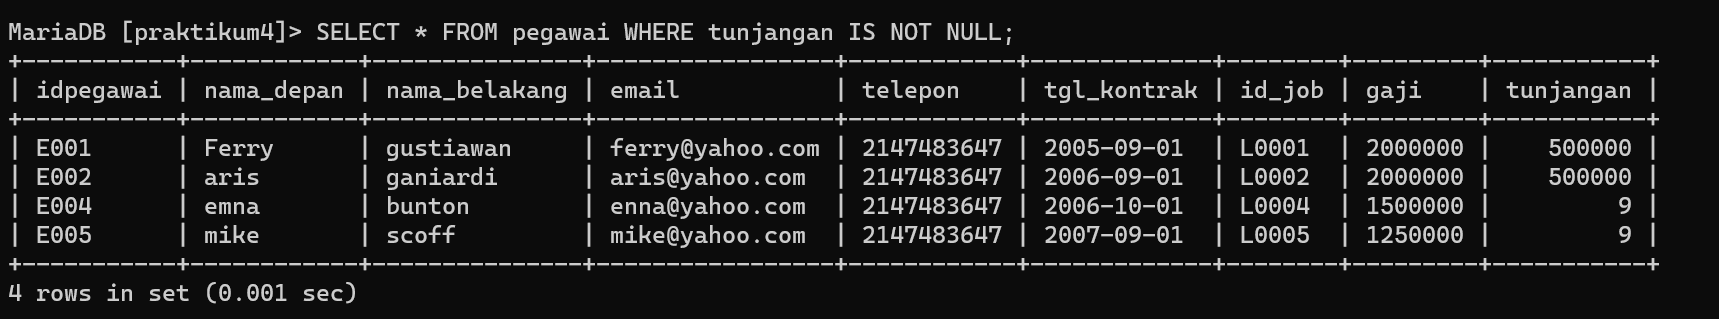 MariaDB [praktikum4]> SELECT * FROM pegawai WHERE tunjangan IS NOT NULL;
+-----------+------------+---------------+-----------------+------------+-------------+--------+---------+-----------+
| idpegawai | nama_depan | nama_belakang | email           | telepon    | tgl_kontrak | id_job | gaji    | tunjangan |
+-----------+------------+---------------+-----------------+------------+-------------+--------+---------+-----------+
| E001      | Ferry      | gustiawan     | ferry@yahoo.com | 2147483647 | 2005-09-01  | L0001  | 2000000 |    500000 |
| E002      | aris       | ganiardi      | aris@yahoo.com  | 2147483647 | 2006-09-01  | L0002  | 2000000 |    500000 |
| E004      | emna       | bunton        | enna@yahoo.com  | 2147483647 | 2006-10-01  | L0004  | 1500000 |         9 |
| E005      | mike       | scoff         | mike@yahoo.com  | 2147483647 | 2007-09-01  | L0005  | 1250000 |         9 |
+-----------+------------+---------------+-----------------+------------+-------------+--------+---------+-----------+
4 rows in set (0.001 sec)